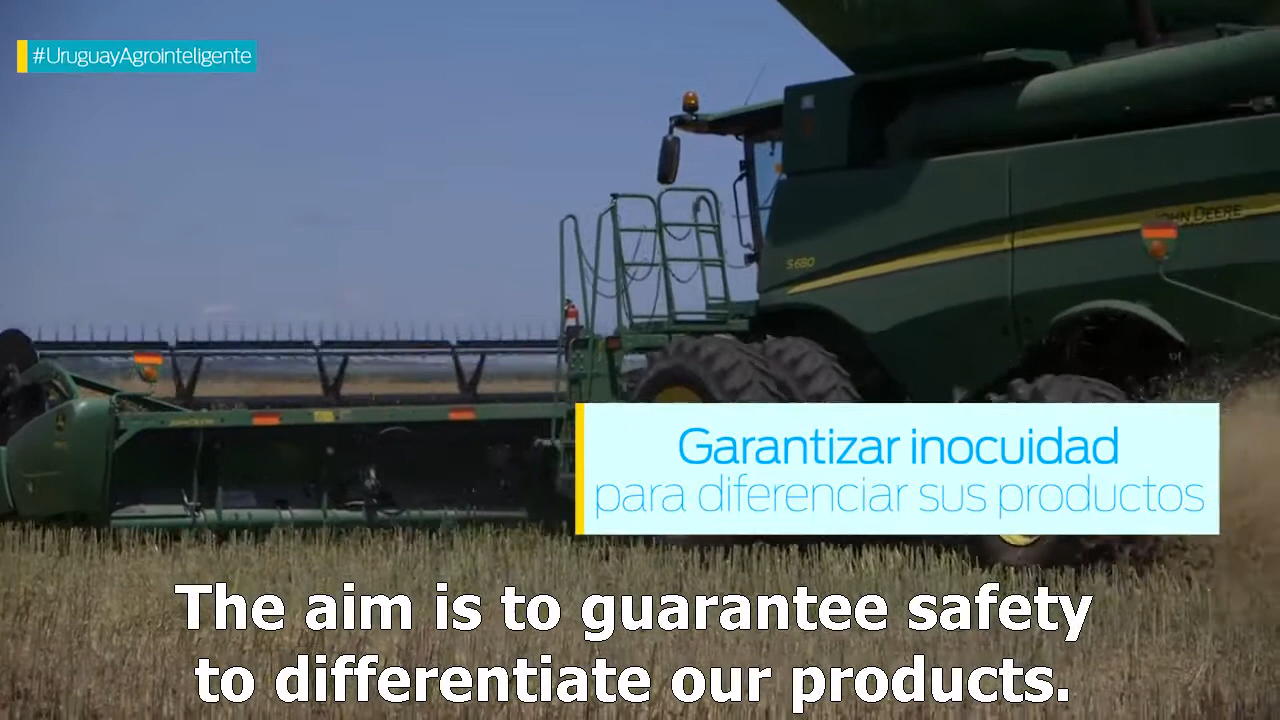 #UruguayAgrointeligente
JOHN DEERE
S680
Garantizar inocuidad
para diferenciar sus productos
The aim is to guarantee safety
to differentiate our products.